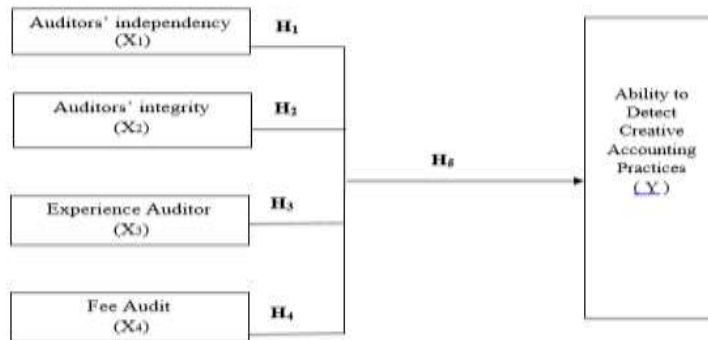 Auditors' independency
(X1)
H1
Auditors' integrity
(X2)
H2
Experience Auditor
(X3)
H3
Fee Audit
(X4)
H4
H5
Ability to
Detect
Creative
Accounting
Practices
(Y)